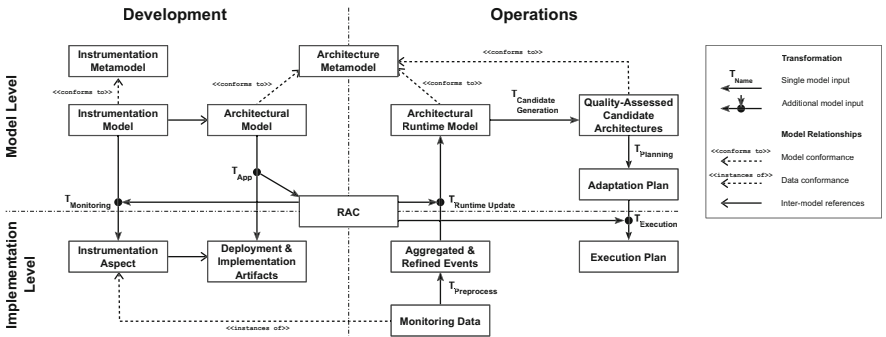 Development
Operations
Model Level
Implementation
Level
Instrumentation
Metamodel
Architecture
Metamodel
<<conforms to>>
<<conforms to>>
<<conforms to>>
<<conforms to>>
Instrumentation
Model
Architectural
Model
Architectural
Runtime Model
T Candidate
Generation
Quality-Assessed
Candidate
Architectures
T App
T Planning
Adaptation Plan
T Monitoring
RAC
T Runtime Update
T Execution
Instrumentation
Aspect
Deployment &
Implementation
Artifacts
Aggregated &
Refined Events
Execution Plan
T Preprocess
<<instances of>>
Monitoring Data
Transformation
T Name
Single model input
Additional model input
Model Relationships
<<conforms to>>
Model conformance
<<instances of>>
Data conformance
Inter-model references